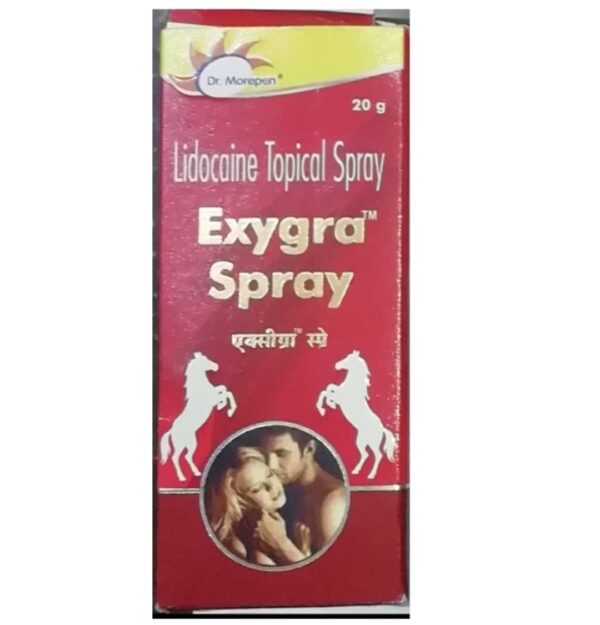 Dr. Morepen®
20 g
Lidocaine Topical Spray
Exygra™
Spray
एक्सीग्रा™ स्प्रे